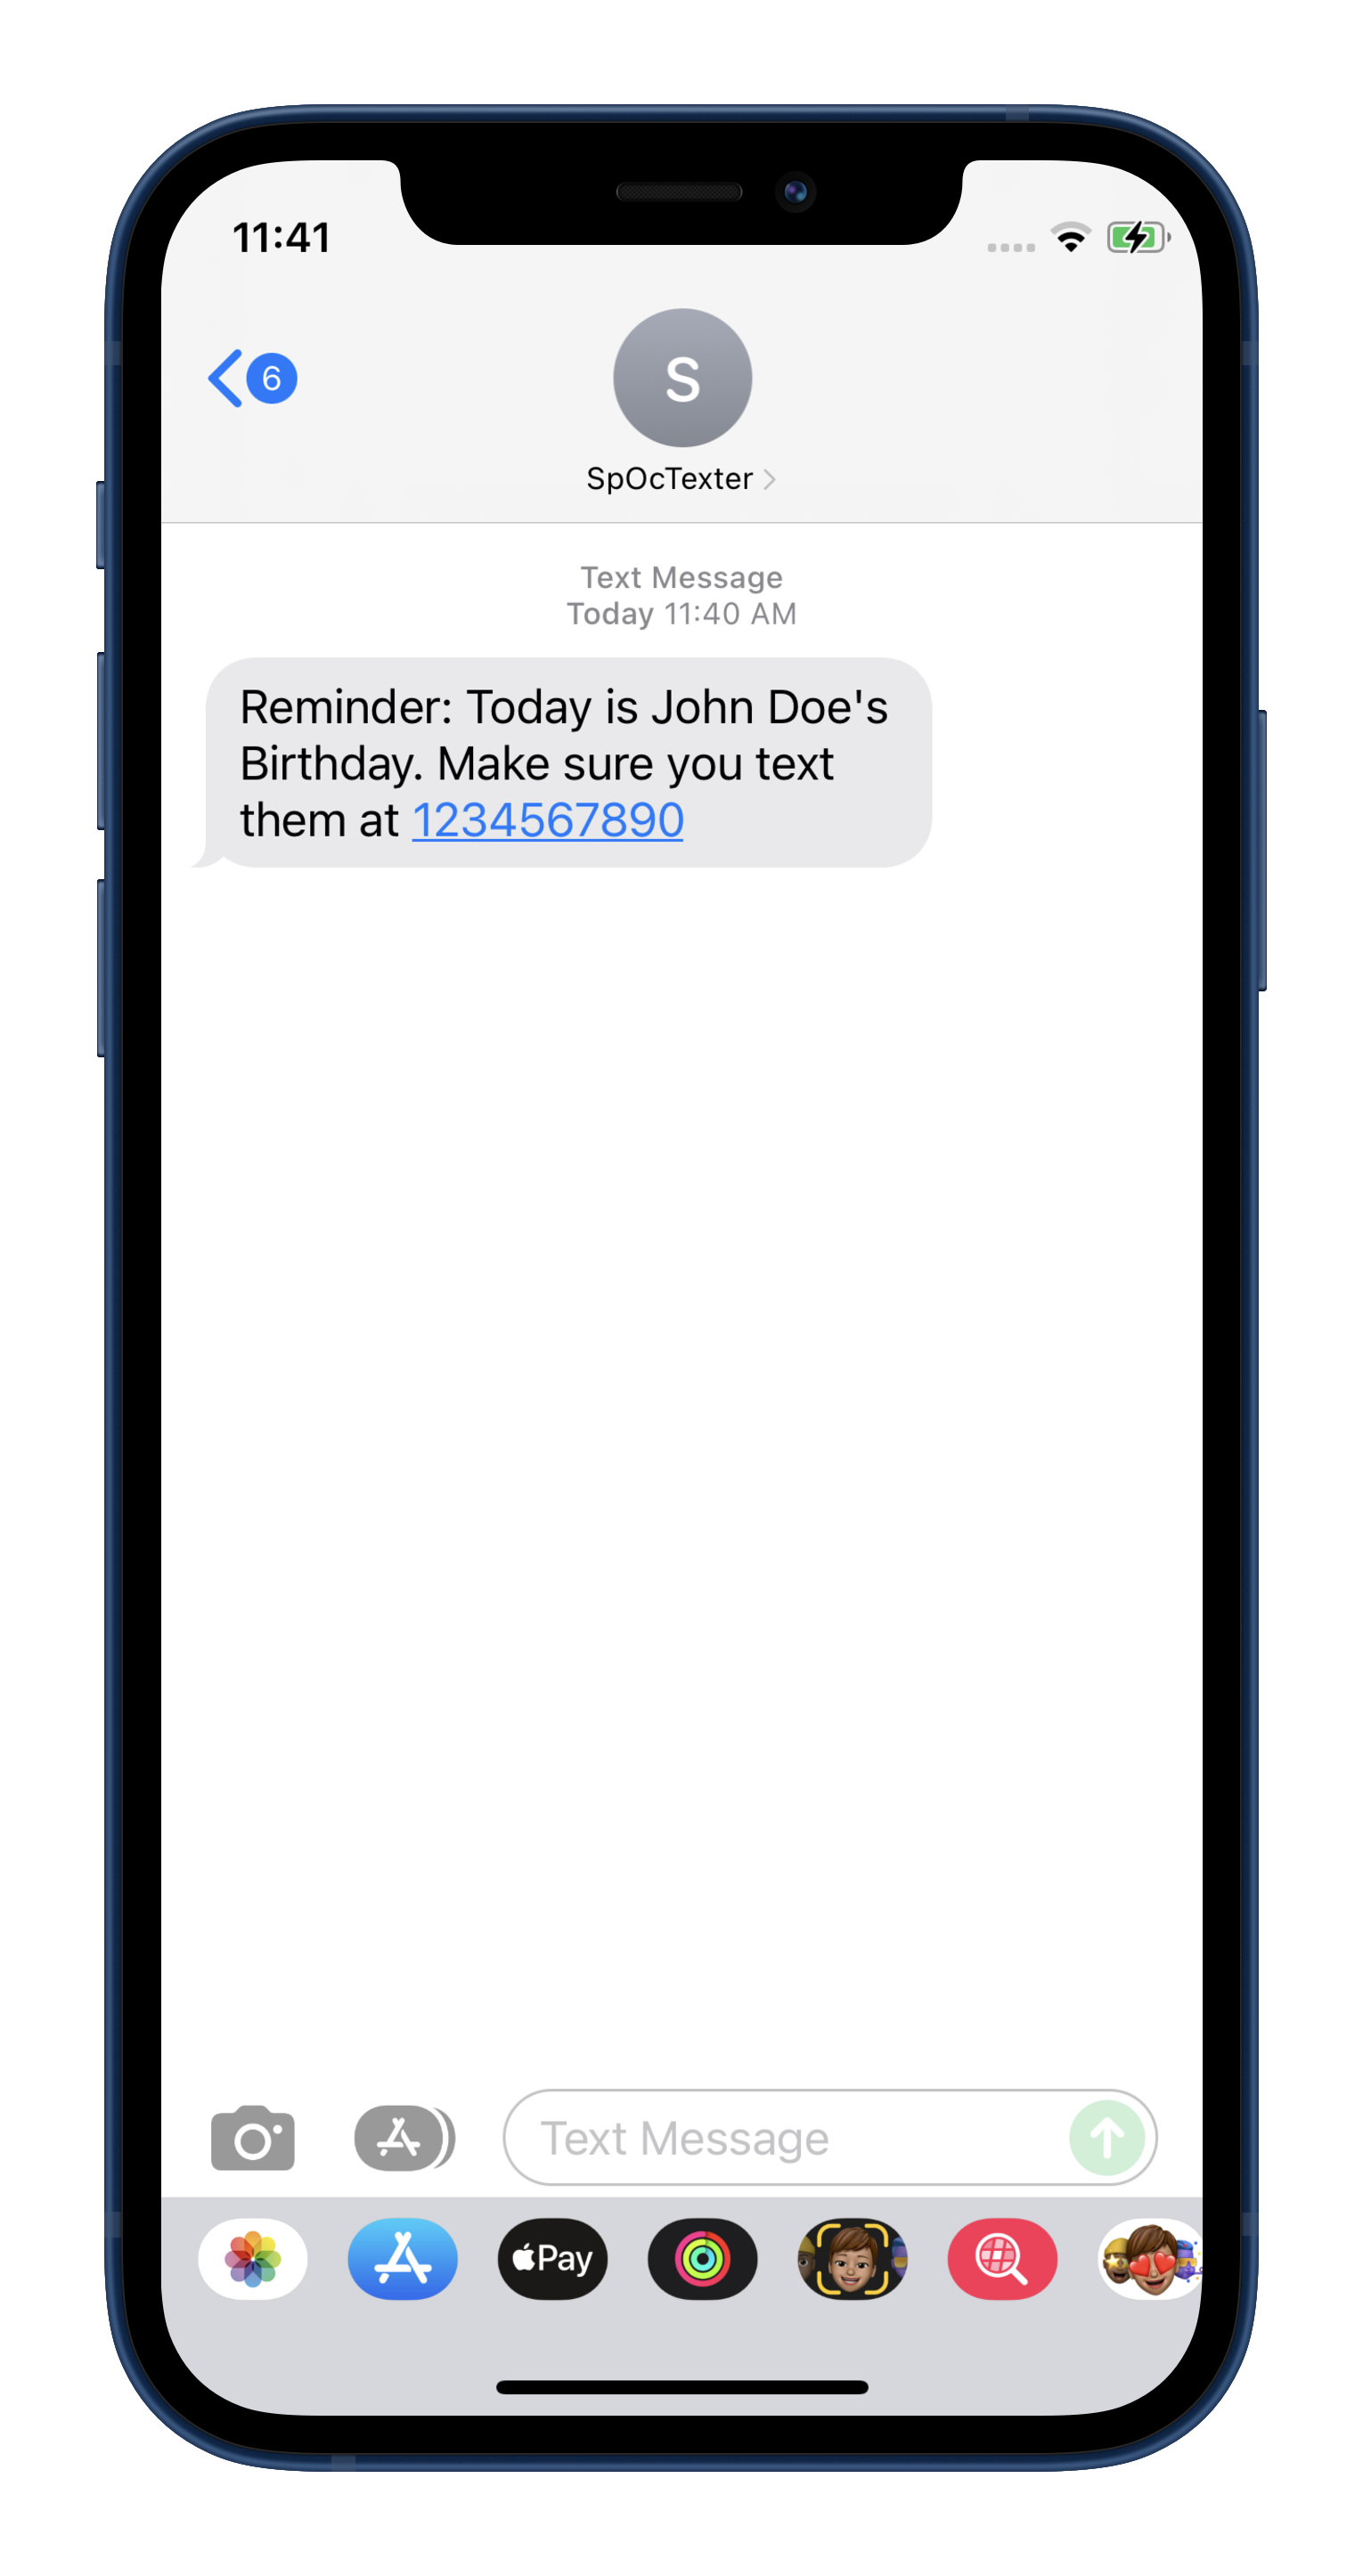 11:41
6
S
SpOcTexter
Text Message
Today 11:40 AM
Reminder: Today is John Doe's
Birthday. Make sure you text
them at 1234567890
Text Message
Pay